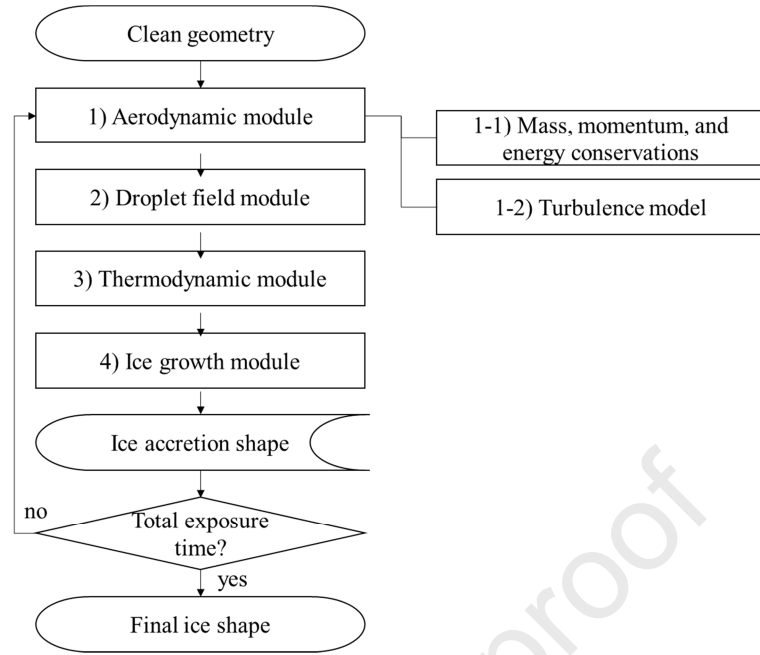 Clean geometry
1) Aerodynamic module
1-1) Mass, momentum, and
energy conservations
1-2) Turbulence model
2) Droplet field module
3) Thermodynamic module
4) Ice growth module
Ice accretion shape
no
Total exposure
time?
yes
Final ice shape
proof